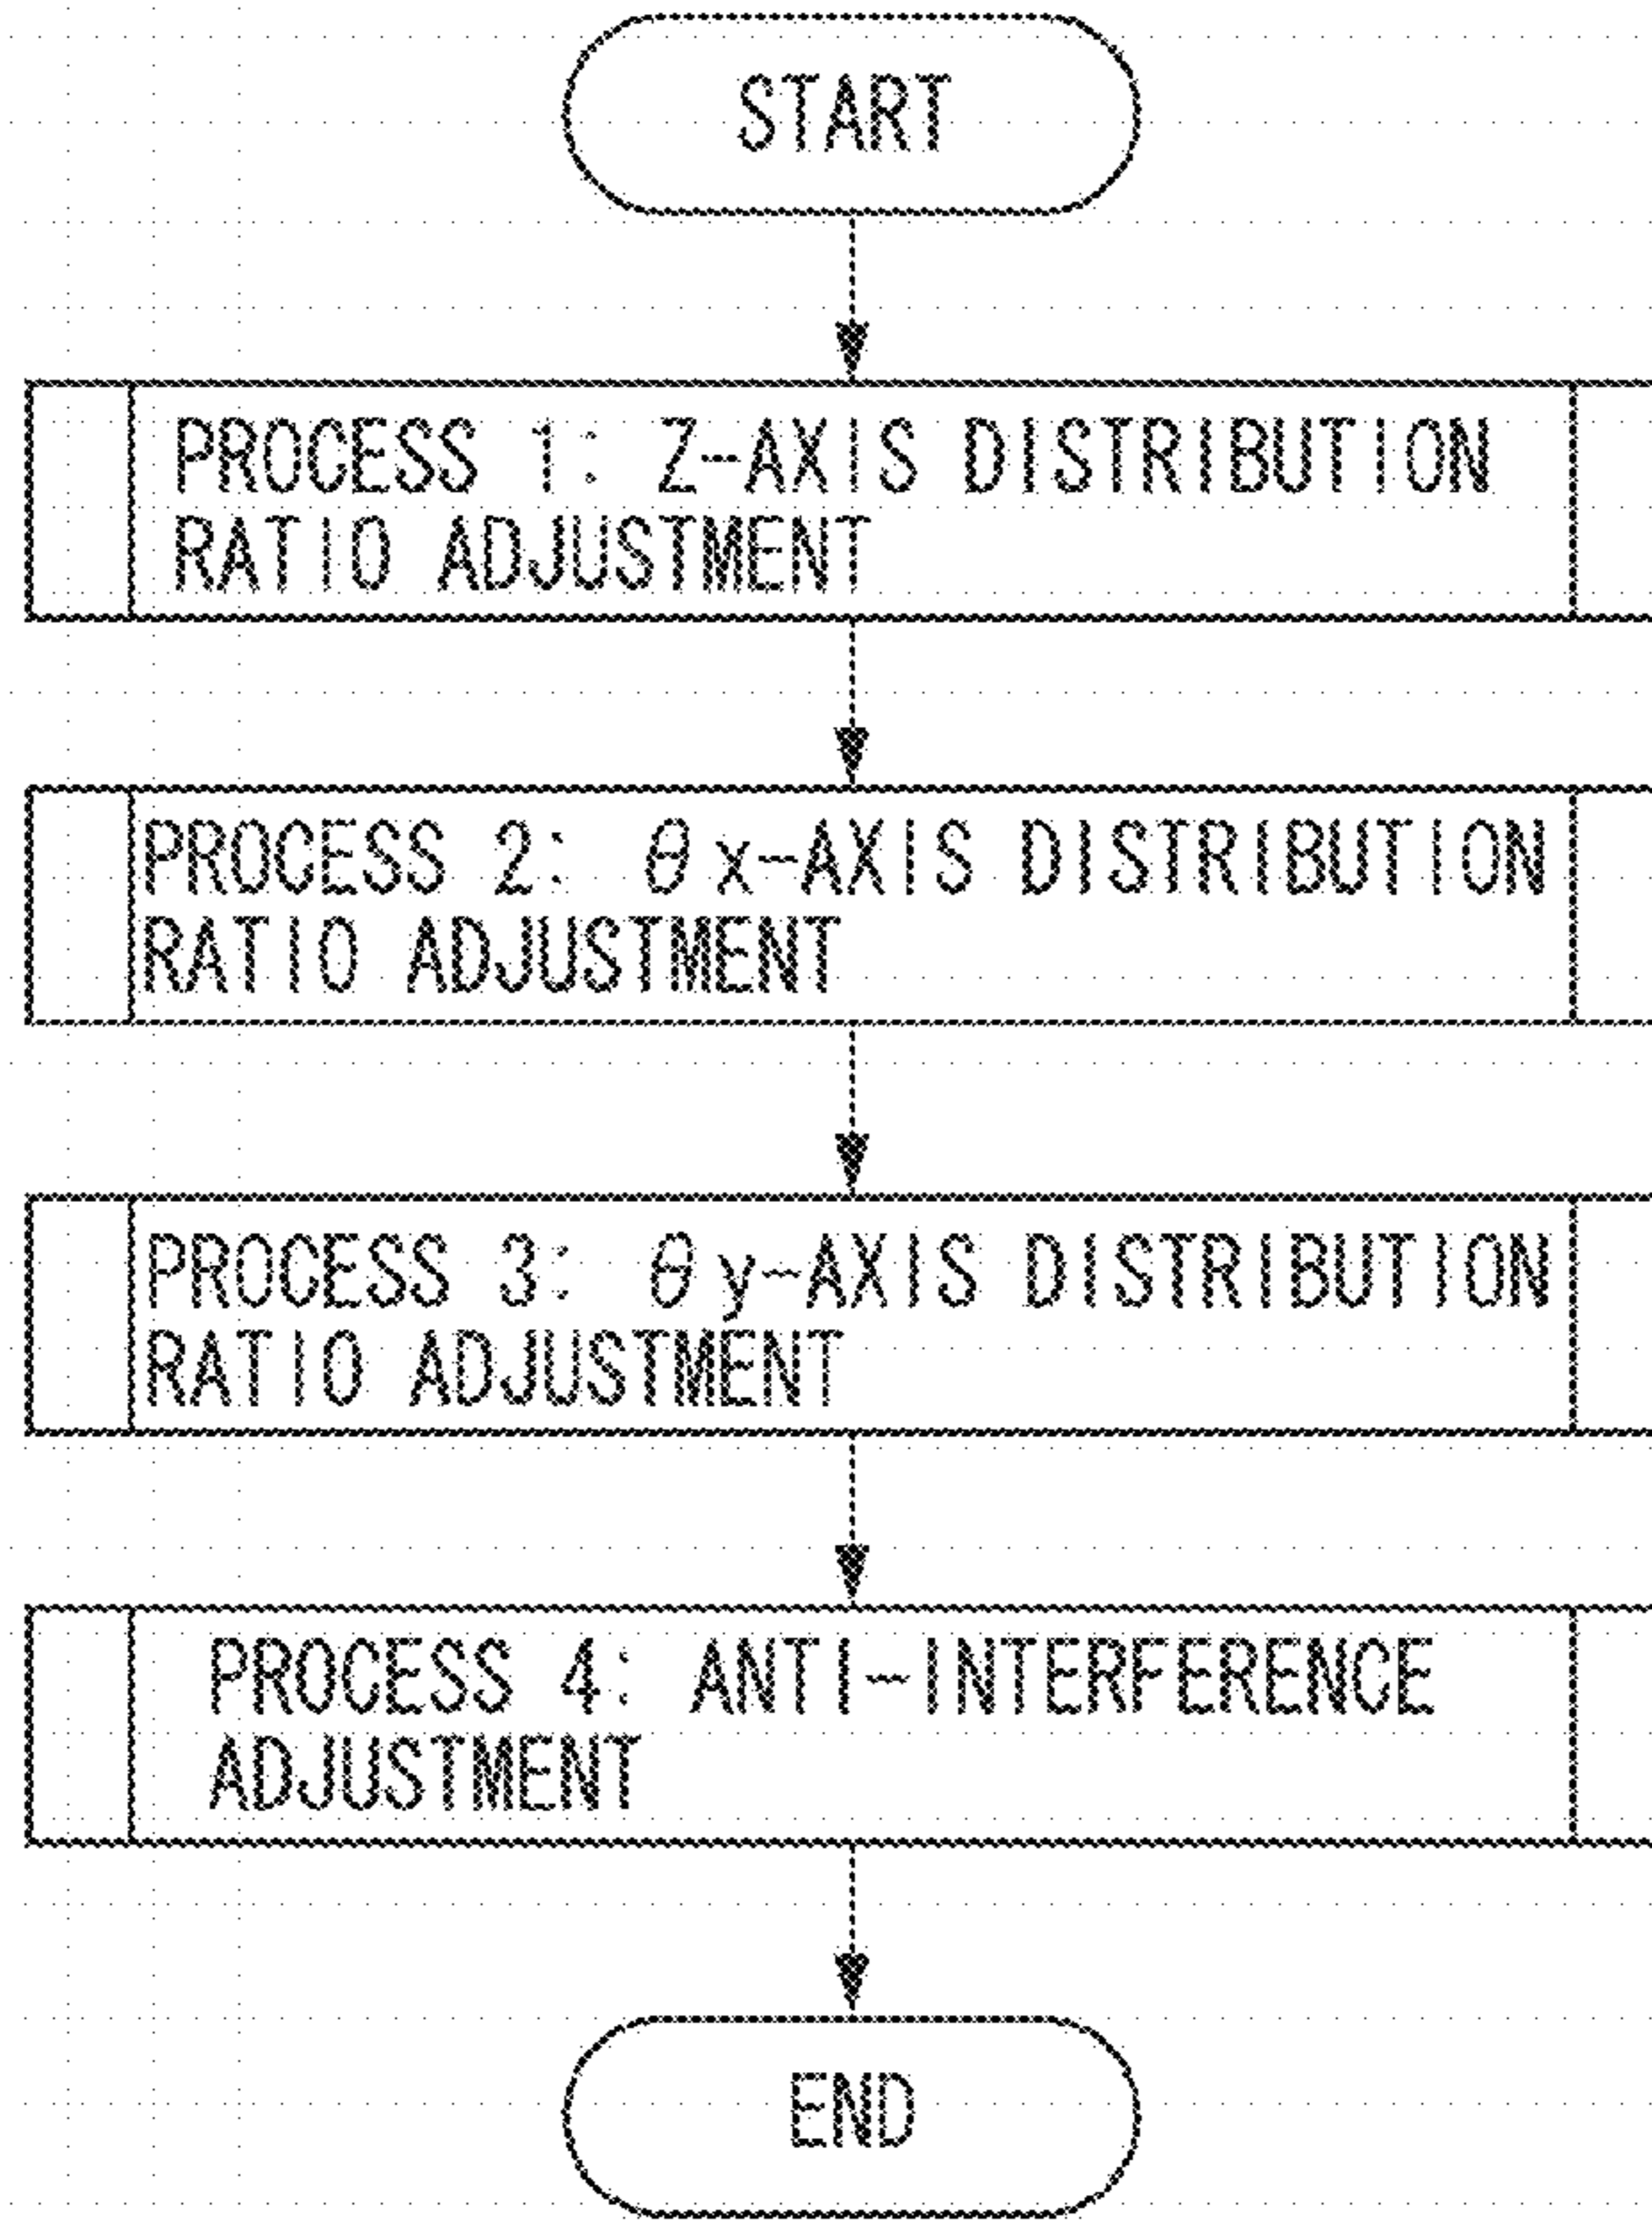 START
PROCESS 1: Z-AXIS DISTRIBUTION
RATIO ADJUSTMENT
PROCESS 2: θx-AXIS DISTRIBUTION
RATIO ADJUSTMENT
PROCESS 3: θy-AXIS DISTRIBUTION
RATIO ADJUSTMENT
PROCESS 4: ANTI-INTERFERENCE
ADJUSTMENT
END